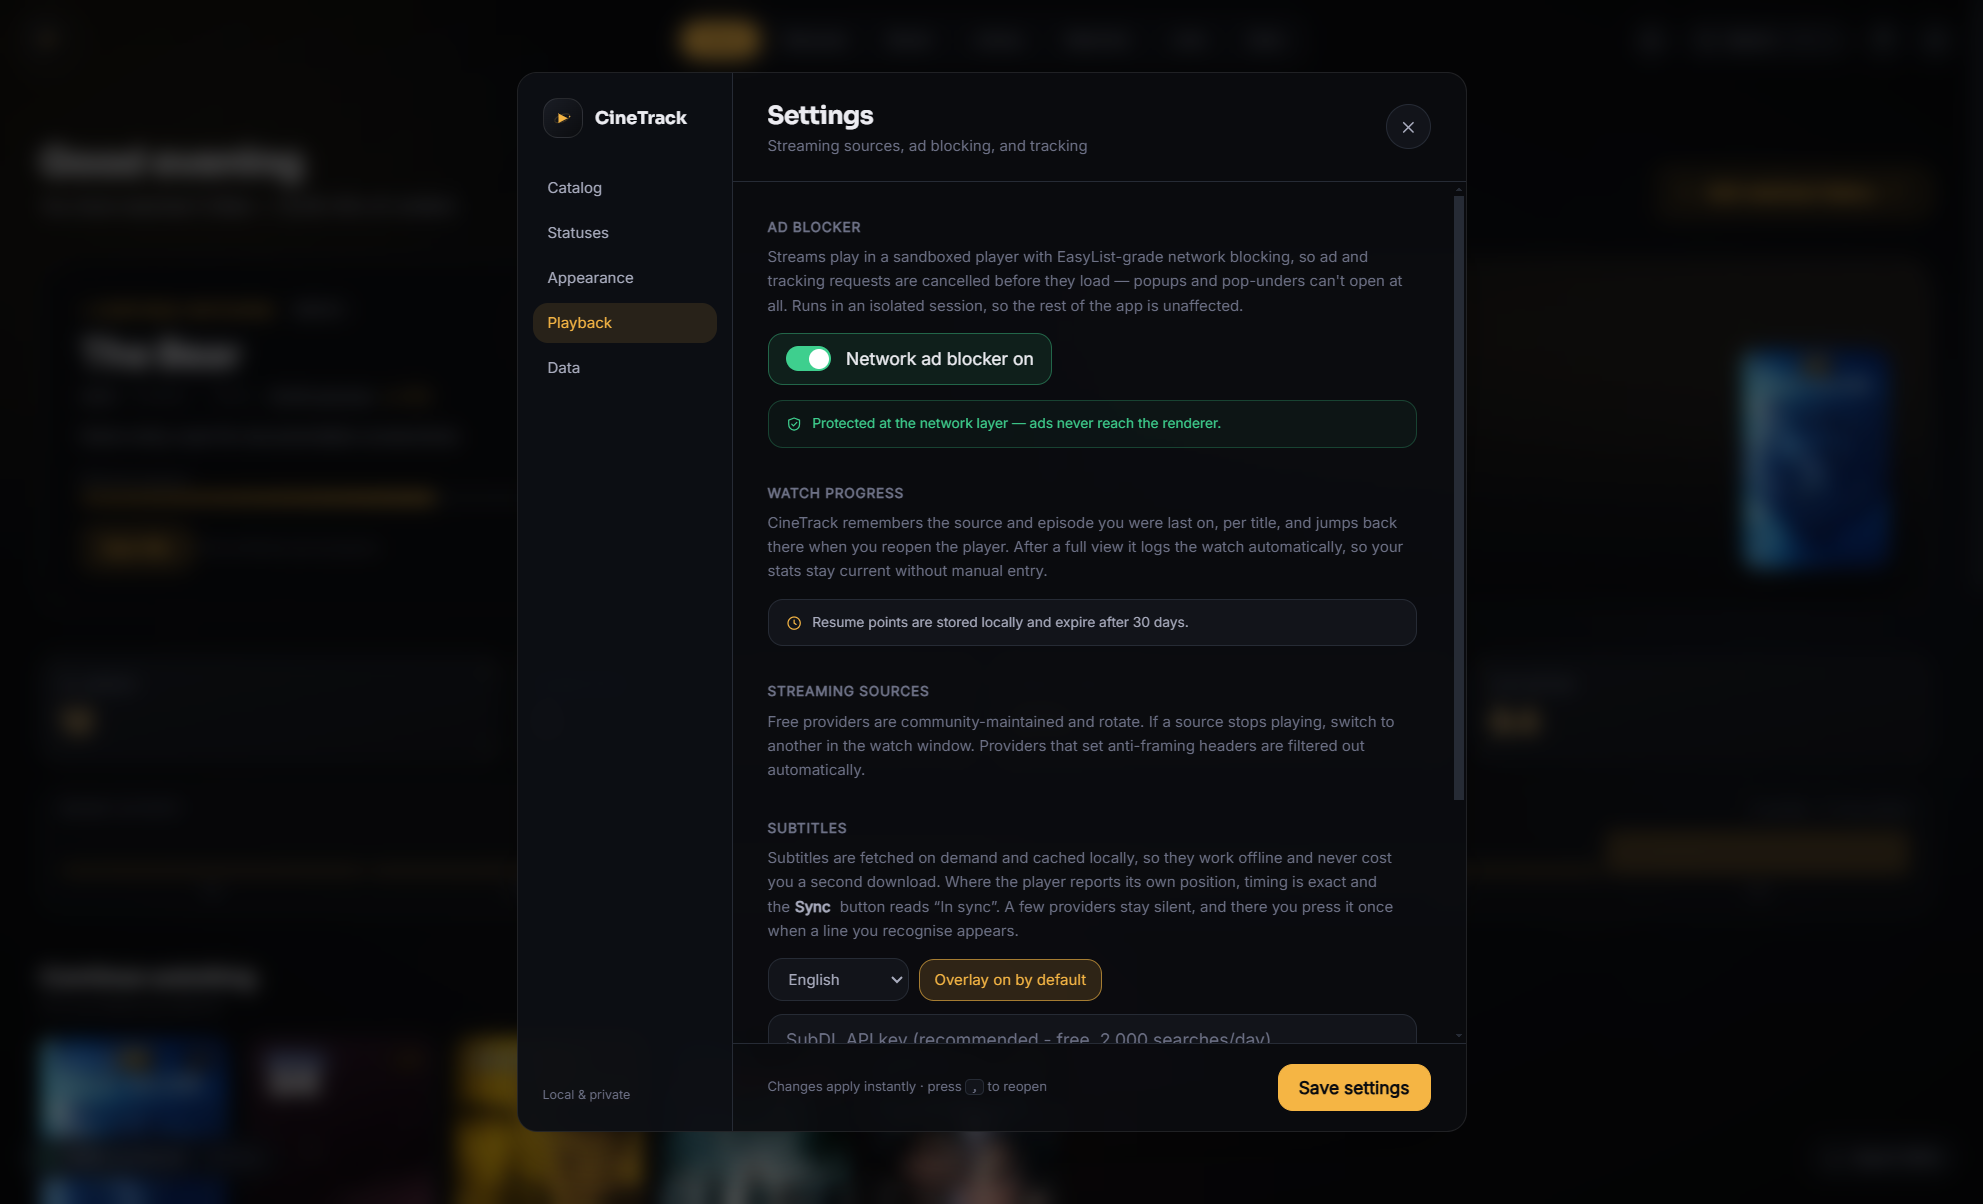 CineTrack
Catalog
Statuses
Appearance
Playback
Data
Local & private
Settings
Streaming sources, ad blocking, and tracking
AD BLOCKER
Streams play in a sandboxed player with EasyList-grade network blocking, so ad and
tracking requests are cancelled before they load — popups and pop-unders can't open at
all. Runs in an isolated session, so the rest of the app is unaffected.
Network ad blocker on
Protected at the network layer — ads never reach the renderer.
WATCH PROGRESS
CineTrack remembers the source and episode you were last on, per title, and jumps back
there when you reopen the player. After a full view it logs the watch automatically, so your
stats stay current without manual entry.
Resume points are stored locally and expire after 30 days.
STREAMING SOURCES
Free providers are community-maintained and rotate. If a source stops playing, switch to
another in the watch window. Providers that set anti-framing headers are filtered out
automatically.
SUBTITLES
Subtitles are fetched on demand and cached locally, so they work offline and never cost
you a second download. Where the player reports its own position, timing is exact and
the Sync button reads “In sync”. A few providers stay silent, and there you press it once
when a line you recognise appears.
English
Overlay on by default
SubDL API key (recommended - free, 2,000 searches/day)
Changes apply instantly · press , to reopen
Save settings
Good evening
The Bear
Continue watching